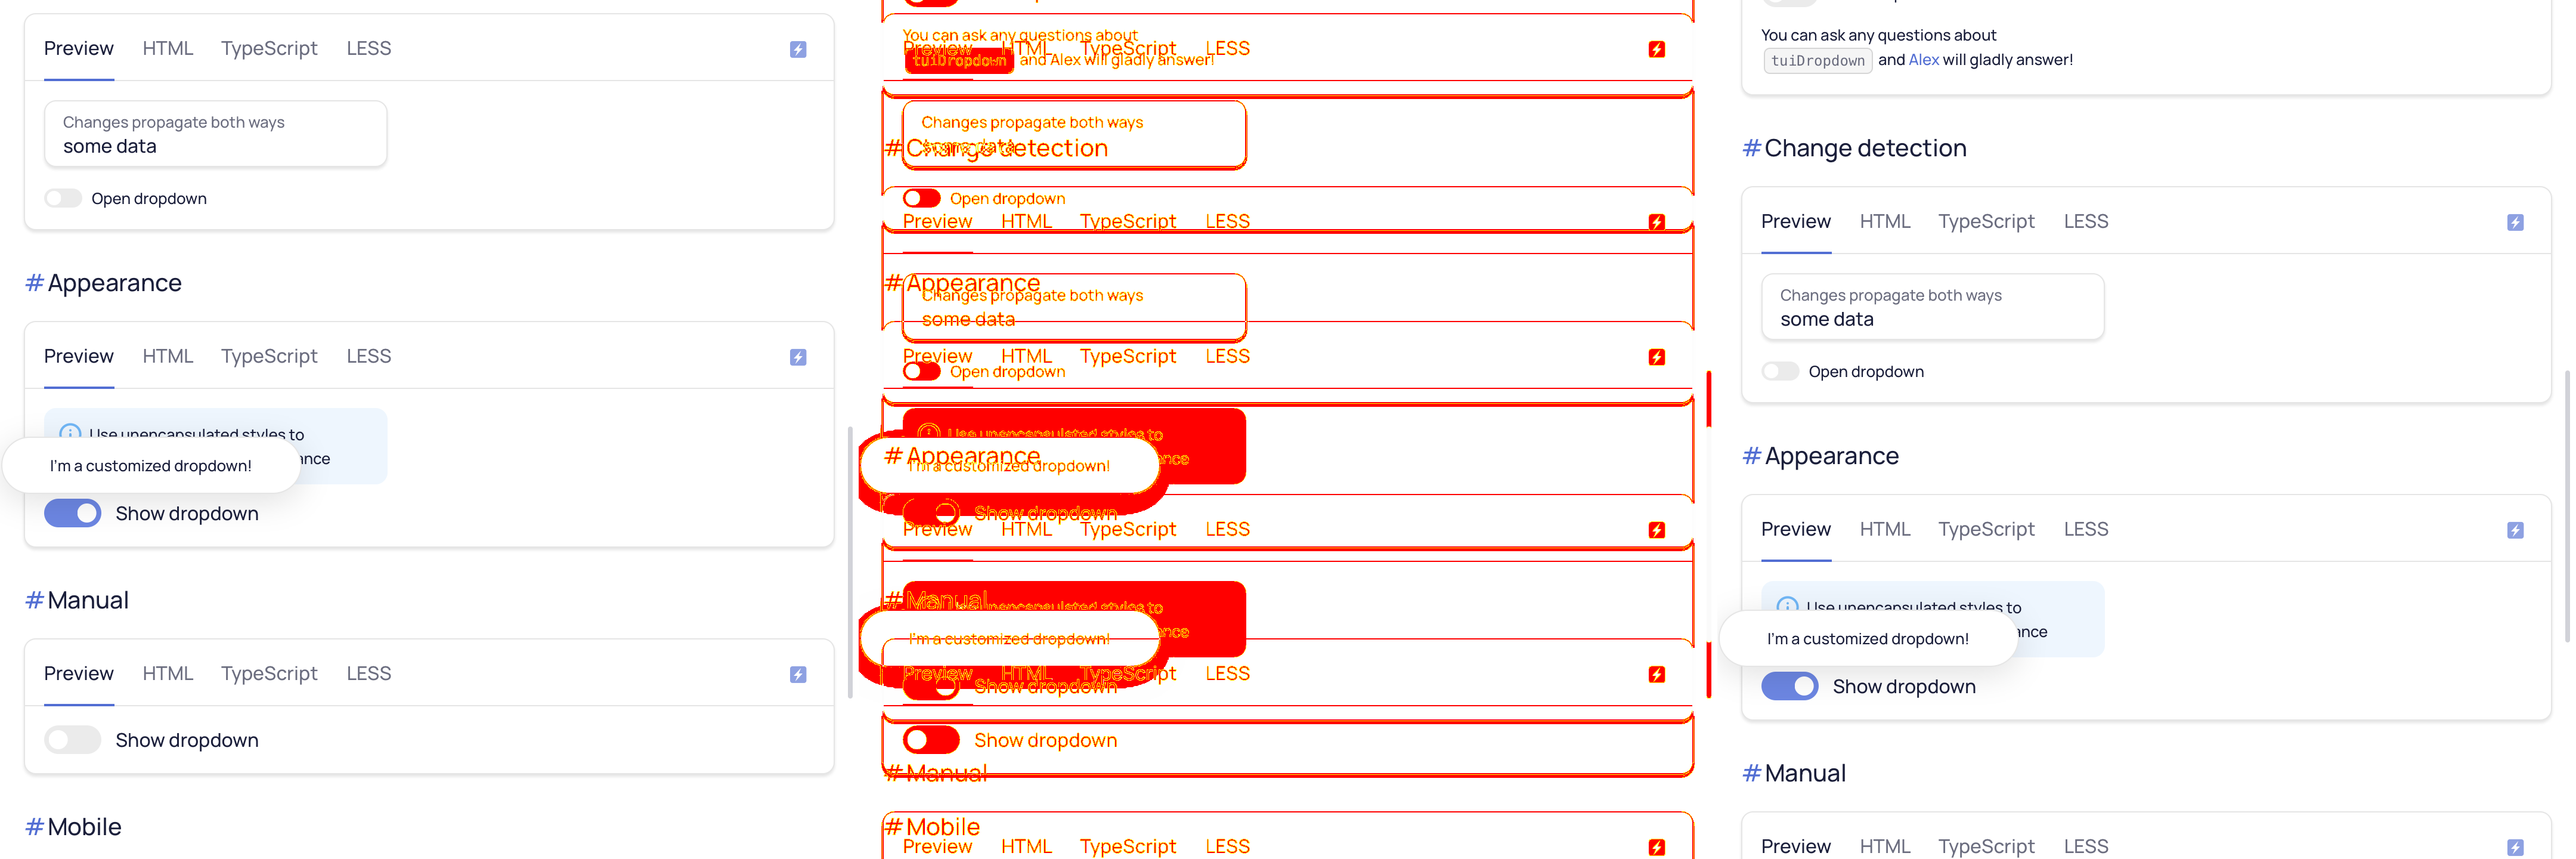 Preview HTML TypeScript LESS
Changes propagate both ways
some data
Open dropdown
# Appearance
Preview HTML TypeScript LESS
Use unencapsulated styles to
ance
I'm a customized dropdown!
Show dropdown
# Manual
Preview HTML TypeScript LESS
Show dropdown
# Mobile
You can ask any questions about
Preview HTML TypeScript LESS
tuiDropdown and Alex will gladly answer!
Changes propagate both ways
# Change detection
some data
Open dropdown
Preview HTML TypeScript LESS
# Appearance
Changes propagate both ways
some data
Preview HTML TypeScript LESS
Open dropdown
Use unencapsulated styles to
# Appearance
ance
I'm a customized dropdown!
Show dropdown
Preview HTML TypeScript LESS
# Manual
Use unencapsulated styles to
ance
I'm a customized dropdown!
Preview HTML TypeScript LESS
Show dropdown
Show dropdown
# Manual
# Mobile
Preview HTML TypeScript LESS
You can ask any questions about
tuiDropdown and Alex will gladly answer!
# Change detection
Preview HTML TypeScript LESS
Changes propagate both ways
some data
Open dropdown
# Appearance
Preview HTML TypeScript LESS
Use unencapsulated styles to
ance
I'm a customized dropdown!
Show dropdown
# Manual
Preview HTML TypeScript LESS